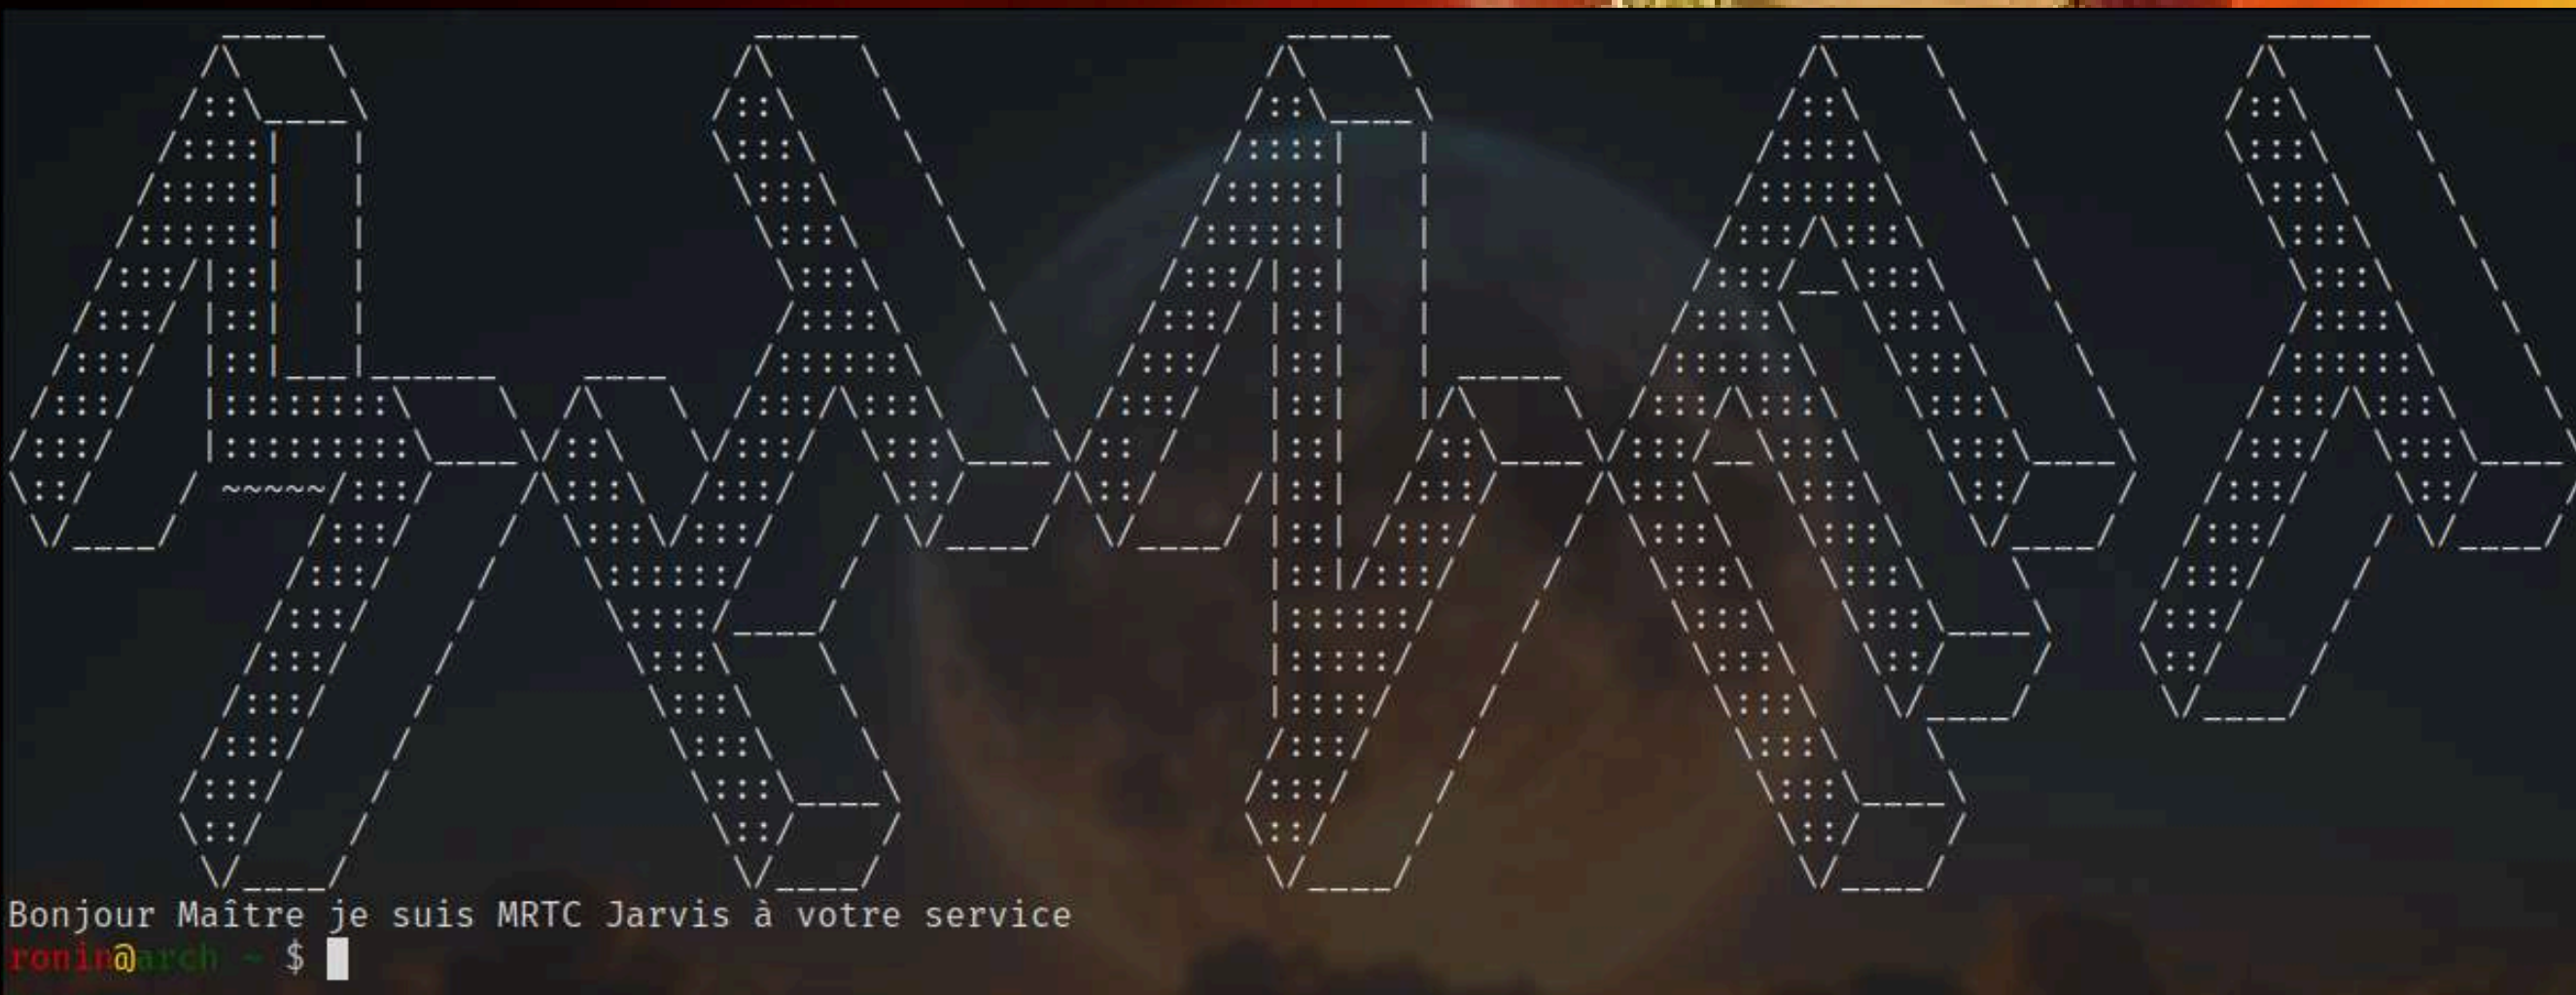 Bonjour Maître je suis MRTC Jarvis à votre service
ronin@arch ~ $